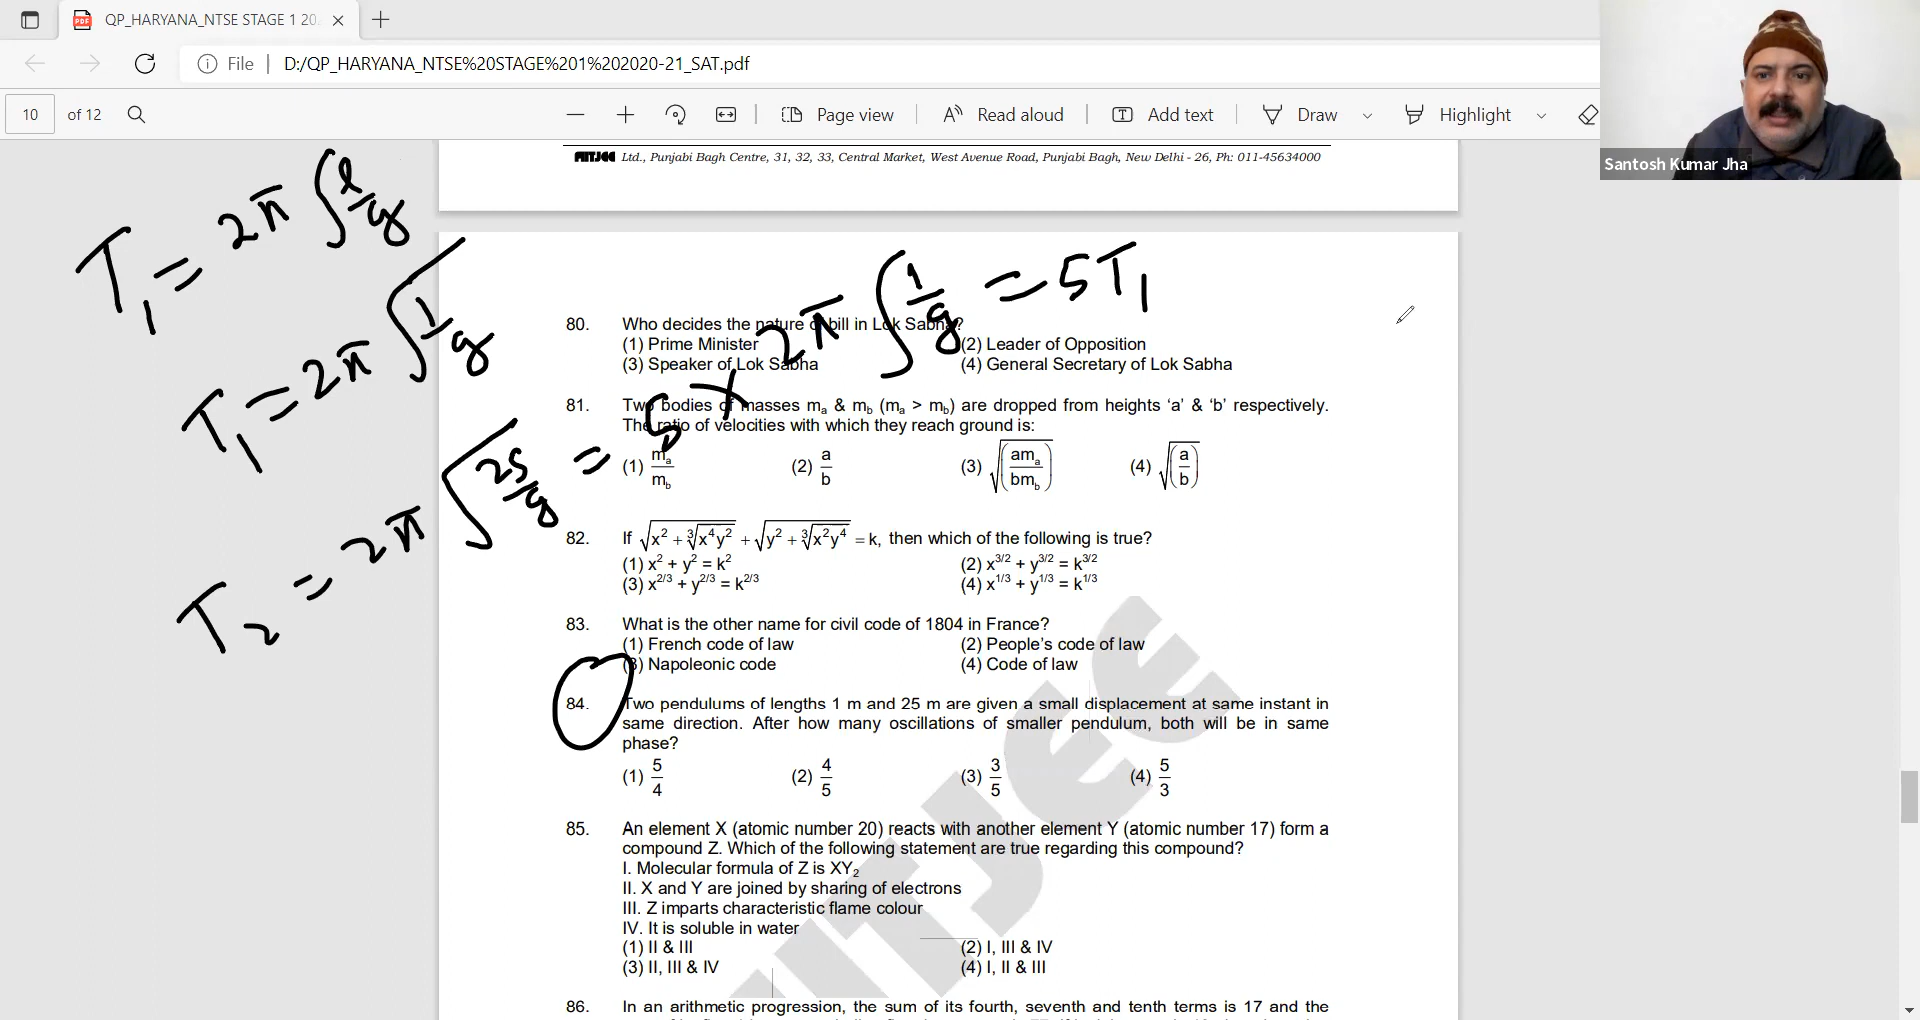 QP_HARYANA_NTSE STAGE 1 20
File D:/QP_HARYANA_NTSE%20STAGE%201%202020-21_SAT.pdf
10 of 12 Page view Read aloud Add text Draw Highlight
Santosh Kumar Jha
FIITJEE Ltd., Punjabi Bagh Centre, 31, 32, 33, Central Market, West Avenue Road, Punjabi Bagh, New Delhi - 26, Ph: 011-45634000
T₁ = 2π √l/g
T₁ = 2π √1/g
T₂ = 2π √25/g = 5 × 2π √1/g = 5T₁
80. Who decides the nature of bill in Lok Sabha?
(1) Prime Minister (2) Leader of Opposition
(3) Speaker of Lok Sabha (4) General Secretary of Lok Sabha
81. Two bodies of masses mₐ & m_b (mₐ > m_b) are dropped from heights ‘a’ & ‘b’ respectively.
The ratio of velocities with which they reach ground is:
(1) mₐ/m_b (2) a/b (3) √(amₐ/bm_b) (4) √(a/b)
82. If √(x² + ∛(x⁴y²)) + √(y² + ∛(x²y⁴)) = k, then which of the following is true?
(1) x² + y² = k² (2) x^3/2 + y^3/2 = k^3/2
(3) x^2/3 + y^2/3 = k^2/3 (4) x^1/3 + y^1/3 = k^1/3
83. What is the other name for civil code of 1804 in France?
(1) French code of law (2) People’s code of law
(3) Napoleonic code (4) Code of law
84. Two pendulums of lengths 1 m and 25 m are given a small displacement at same instant in
same direction. After how many oscillations of smaller pendulum, both will be in same
phase?
(1) 5/4 (2) 4/5 (3) 3/5 (4) 5/3
85. An element X (atomic number 20) reacts with another element Y (atomic number 17) form a
compound Z. Which of the following statement are true regarding this compound?
I. Molecular formula of Z is XY₂
II. X and Y are joined by sharing of electrons
III. Z imparts characteristic flame colour
IV. It is soluble in water
(1) II & III (2) I, III & IV
(3) II, III & IV (4) I, II & III
86. In an arithmetic progression, the sum of its fourth, seventh and tenth terms is 17 and the
FIITJEE